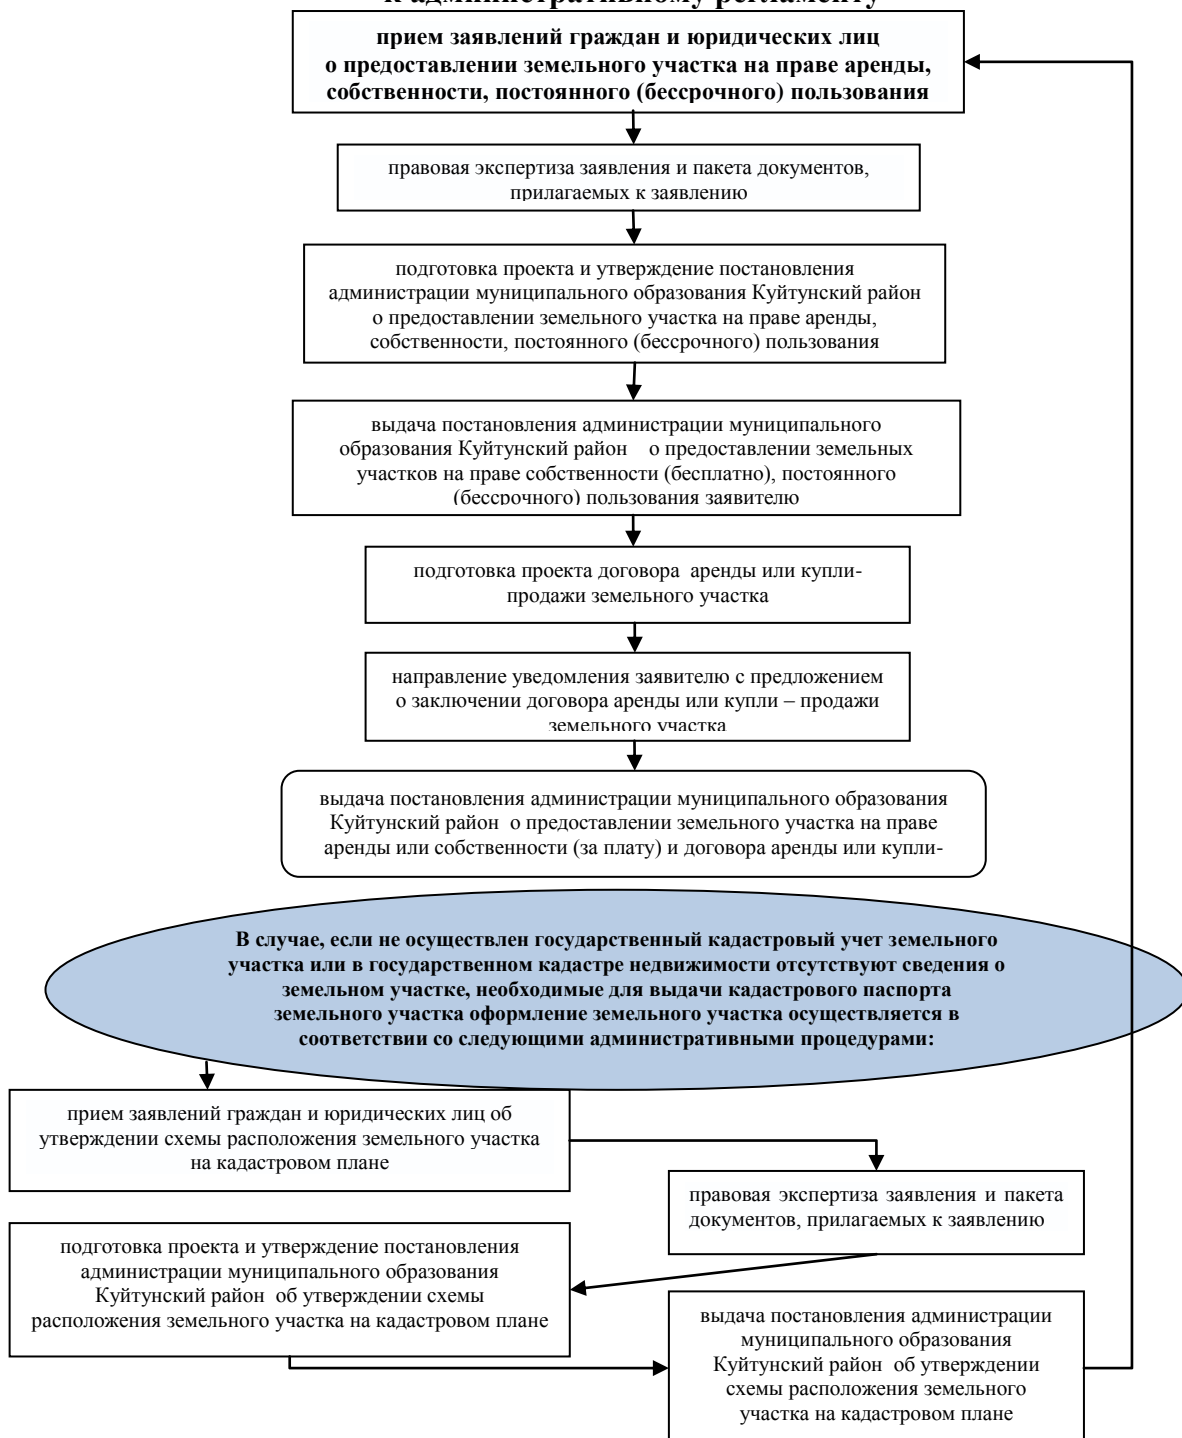 к административному регламенту
прием заявлений граждан и юридических лиц
о предоставлении земельного участка на праве аренды,
собственности, постоянного (бессрочного) пользования
правовая экспертиза заявления и пакета документов,
прилагаемых к заявлению
подготовка проекта и утверждение постановления
администрации муниципального образования Куйтунский район
о предоставлении земельного участка на праве аренды,
собственности, постоянного (бессрочного) пользования
выдача постановления администрации муниципального
образования Куйтунский район о предоставлении земельных
участков на праве собственности (бесплатно), постоянного
(бессрочного) пользования заявителю
подготовка проекта договора аренды или купли-
продажи земельного участка
направление уведомления заявителю с предложением
о заключении договора аренды или купли – продажи
земельного участка
выдача постановления администрации муниципального образования
Куйтунский район о предоставлении земельного участка на праве
аренды или собственности (за плату) и договора аренды или купли-
В случае, если не осуществлен государственный кадастровый учет земельного
участка или в государственном кадастре недвижимости отсутствуют сведения о
земельном участке, необходимые для выдачи кадастрового паспорта
земельного участка оформление земельного участка осуществляется в
соответствии со следующими административными процедурами:
прием заявлений граждан и юридических лиц об
утверждении схемы расположения земельного участка
на кадастровом плане
правовая экспертиза заявления и пакета
документов, прилагаемых к заявлению
подготовка проекта и утверждение постановления
администрации муниципального образования
Куйтунский район об утверждении схемы
расположения земельного участка на кадастровом плане
выдача постановления администрации
муниципального образования
Куйтунский район об утверждении
схемы расположения земельного
участка на кадастровом плане